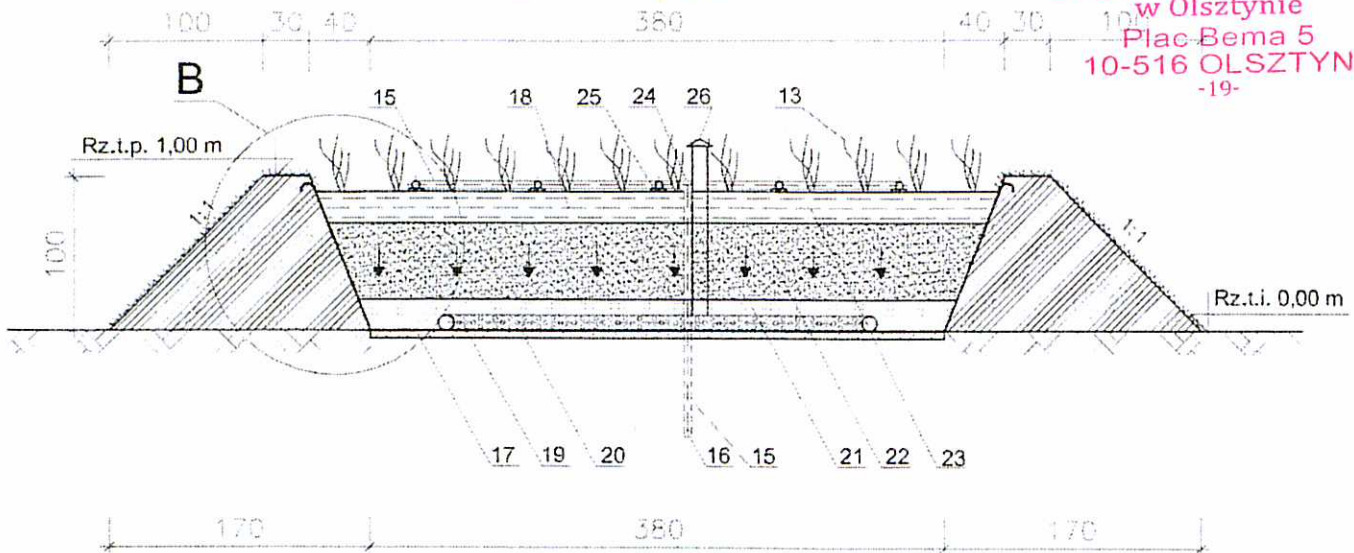 w Olsztynie
Plac Bema 5
10-516 OLSZTYN
-19-
100 30 40 380 40 30 100
B
15 18 25 24 26 13
Rz.t.p. 1,00 m
1:1
100
1:1
Rz.t.i. 0,00 m
17 19 20 16 15 21 22 23
170 380 170